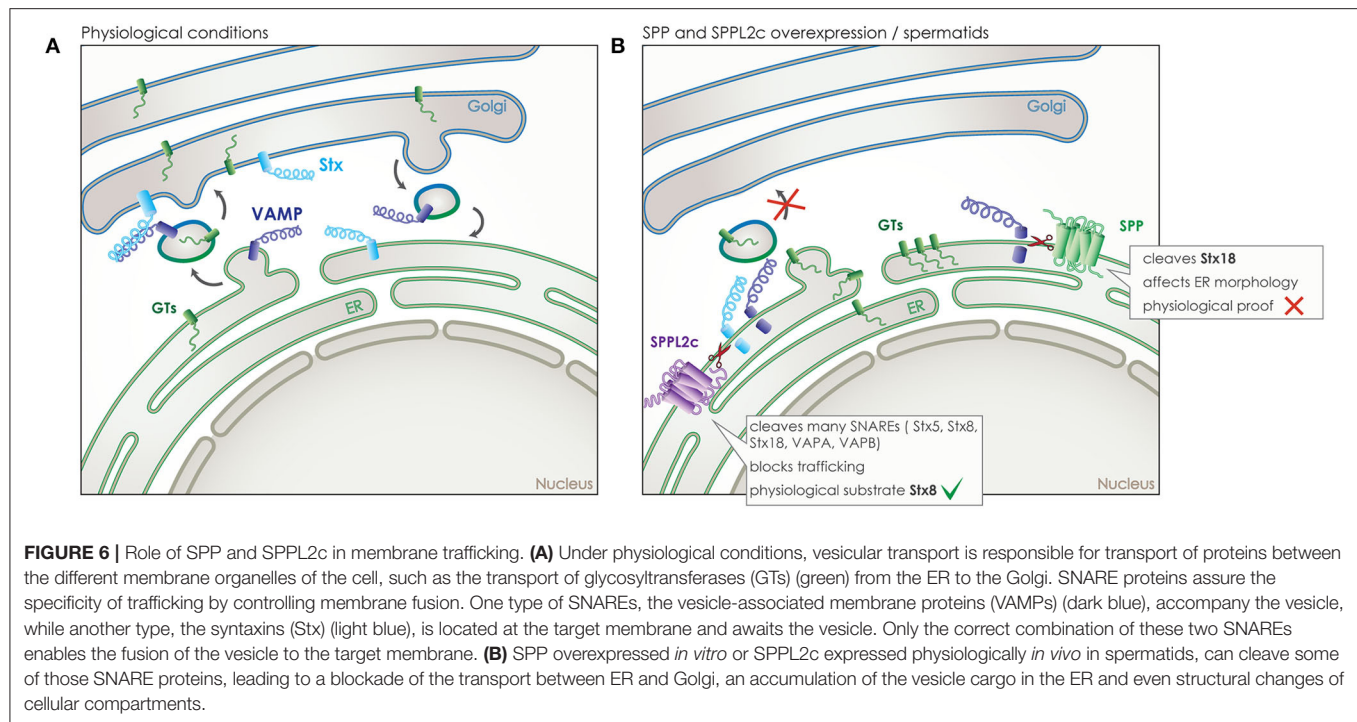 Physiological conditions
A
Golgi
Stx
VAMP
GTs
ER
Nucleus
SPP and SPPL2c overexpression / spermatids
B
Golgi
GTs
SPP
cleaves Stx18
affects ER morphology
physiological proof
ER
SPPL2c
cleaves many SNAREs ( Stx5, Stx8,
Stx18, VAPA, VAPB)
blocks trafficking
physiological substrate Stx8
Nucleus
FIGURE 6 | Role of SPP and SPPL2c in membrane trafficking. (A) Under physiological conditions, vesicular transport is responsible for transport of proteins between
the different membrane organelles of the cell, such as the transport of glycosyltransferases (GTs) (green) from the ER to the Golgi. SNARE proteins assure the
specificity of trafficking by controlling membrane fusion. One type of SNAREs, the vesicle-associated membrane proteins (VAMPs) (dark blue), accompany the vesicle,
while another type, the syntaxins (Stx) (light blue), is located at the target membrane and awaits the vesicle. Only the correct combination of these two SNAREs
enables the fusion of the vesicle to the target membrane. (B) SPP overexpressed in vitro or SPPL2c expressed physiologically in vivo in spermatids, can cleave some
of those SNARE proteins, leading to a blockade of the transport between ER and Golgi, an accumulation of the vesicle cargo in the ER and even structural changes of
cellular compartments.